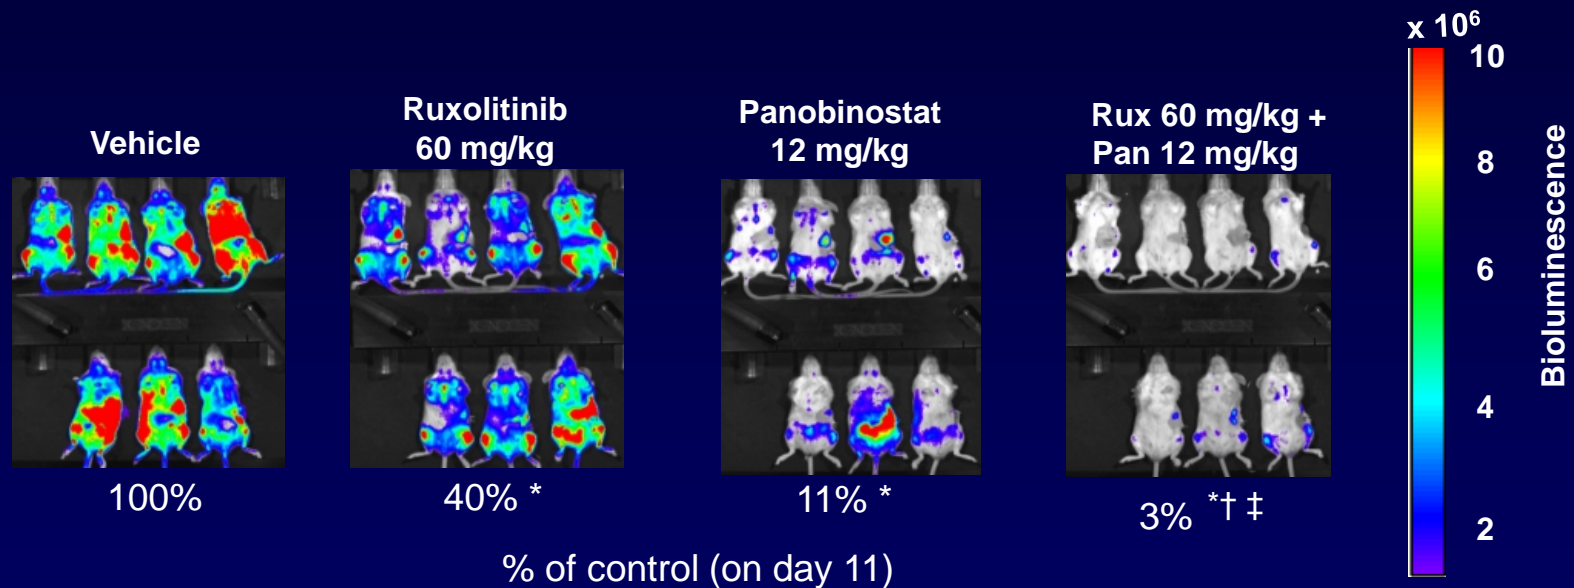 x 10⁶
10
8
6
4
2
Bioluminescence
Vehicle
Ruxolitinib
60 mg/kg
Panobinostat
12 mg/kg
Rux 60 mg/kg +
Pan 12 mg/kg
100%
40% *
11% *
3% *† ‡
% of control (on day 11)